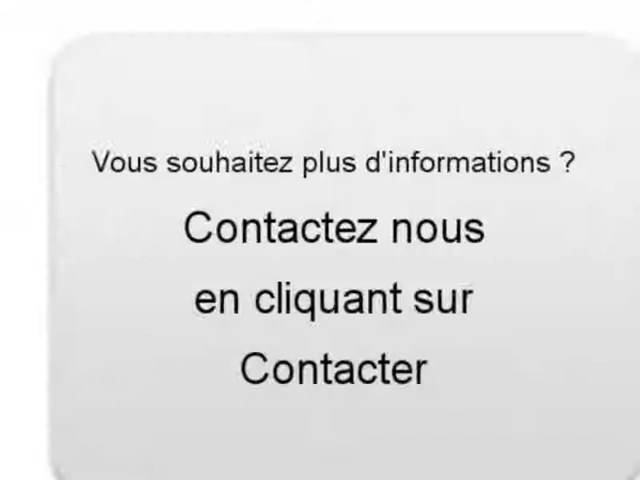 Vous souhaitez plus d'informations ?
Contactez nous
en cliquant sur
Contacter